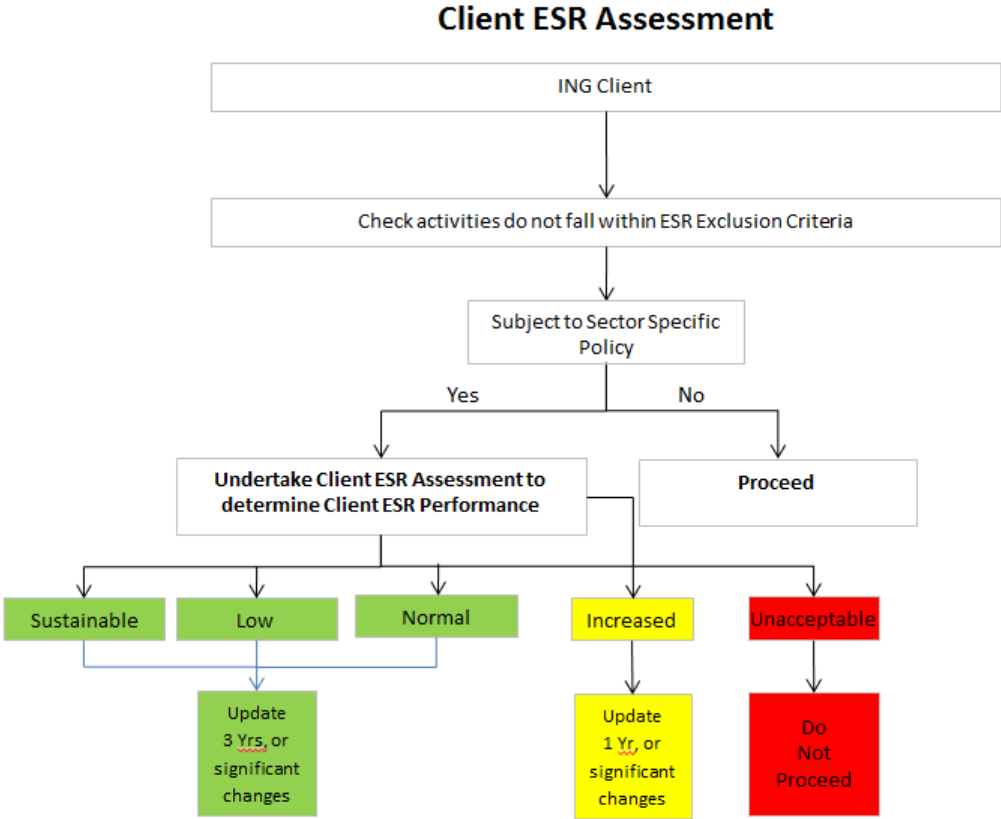 Client ESR Assessment
ING Client
Check activities do not fall within ESR Exclusion Criteria
Subject to Sector Specific
Policy
Yes
No
Undertake Client ESR Assessment to
determine Client ESR Performance
Proceed
Sustainable
Low
Normal
Increased
Unacceptable
Update
3 Yrs, or
significant
changes
Update
1 Yr, or
significant
changes
Do
Not
Proceed